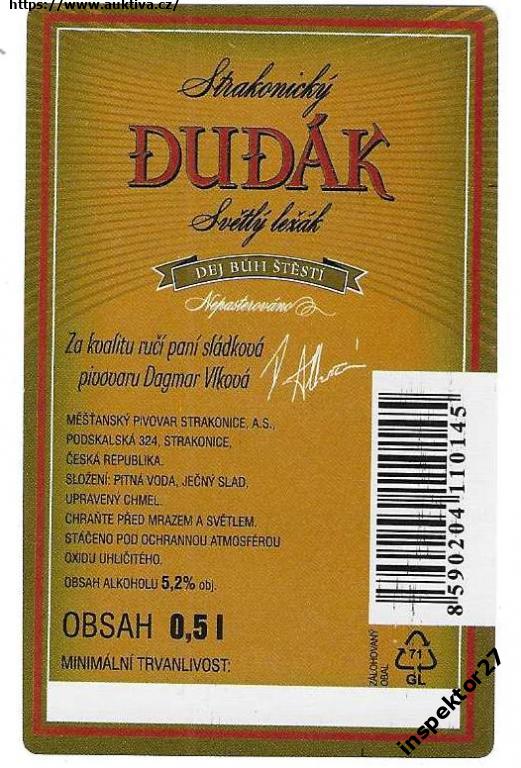 https://www.auktiva.cz/
Strakonický
DUDÁK
Světlý ležák
DEJ BŮH ŠTĚSTÍ
Nepasterováno
Za kvalitu ručí paní sládková
pivovaru Dagmar Vlková
MĚŠŤANSKÝ PIVOVAR STRAKONICE, A.S.,
PODSKALSKÁ 324, STRAKONICE,
ČESKÁ REPUBLIKA.
SLOŽENÍ: PITNÁ VODA, JEČNÝ SLAD,
UPRAVENÝ CHMEL.
CHRAŇTE PŘED MRAZEM A SVĚTLEM.
STÁČENO POD OCHRANNOU ATMOSFÉROU
OXIDU UHLIČITÉHO.
OBSAH ALKOHOLU 5,2% obj.
OBSAH 0,5 l
MINIMÁLNÍ TRVANLIVOST:
8 590204 110145
ZÁLOHOVANÝ
OBAL
71
GL
inspektor27